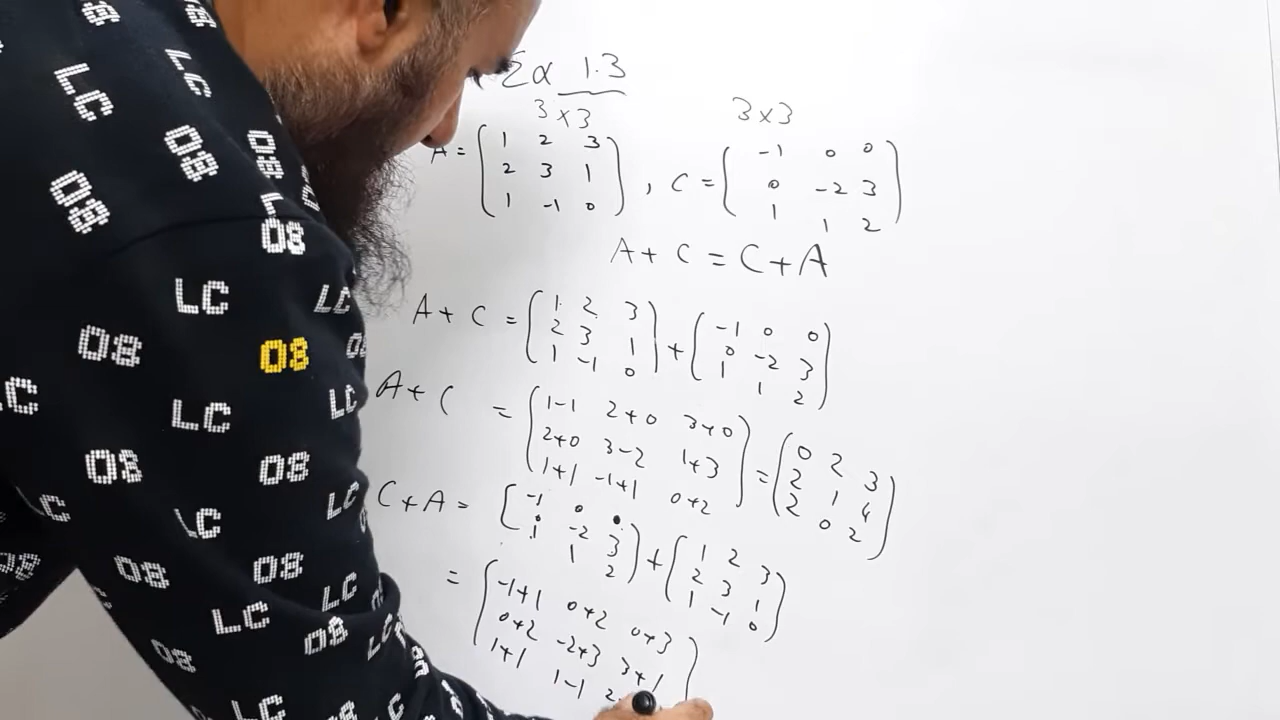 Σα 1.3
3×3 3×3
A = ( 1 2 3 ) , C = ( -1 0 0 )
2 3 1 0 -2 3
1 -1 0 1 1 2
A + C = C + A
A + C = ( 1 2 3 ) + ( -1 0 0 )
2 3 1 0 -2 3
1 -1 0 1 1 2
A + C = ( 1-1 2+0 3+0 ) = ( 0 2 3 )
2+0 3-2 1+3 2 1 4
1+1 -1+1 0+2 2 0 2
C + A = [ -1 0 0 ) + ( 1 2 3 )
0 -2 3 2 3 1
1 1 2 1 -1 0
= ( -1+1 0+2 0+3 )
0+2 -2+3 3+1
1+1 1-1
LC
08